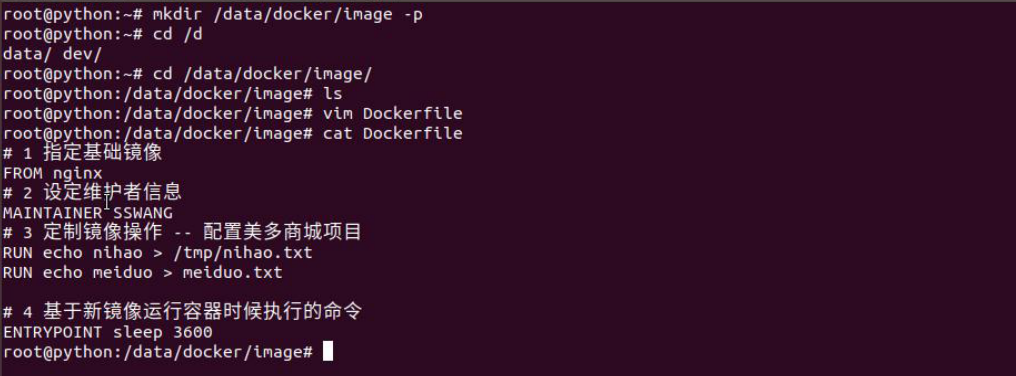 root@python:~# mkdir /data/docker/image -p
root@python:~# cd /d
data/ dev/
root@python:~# cd /data/docker/image/
root@python:/data/docker/image# ls
root@python:/data/docker/image# vim Dockerfile
root@python:/data/docker/image# cat Dockerfile
# 1 指定基础镜像
FROM nginx
# 2 设定维护者信息
MAINTAINER SSWANG
# 3 定制镜像操作 -- 配置美多商城项目
RUN echo nihao > /tmp/nihao.txt
RUN echo meiduo > meiduo.txt
# 4 基于新镜像运行容器时候执行的命令
ENTRYPOINT sleep 3600
root@python:/data/docker/image#